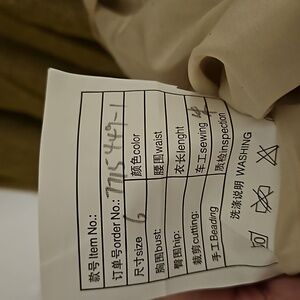 款号 Item No.:
订单号order No.: 7715449-1
尺寸size 6 颜色color
胸围bust: 腰围waist
臀围hip: 衣长lenght
裁剪cutting: 车工sewing
手工Beading 质检inspection
洗涤说明 WASHING